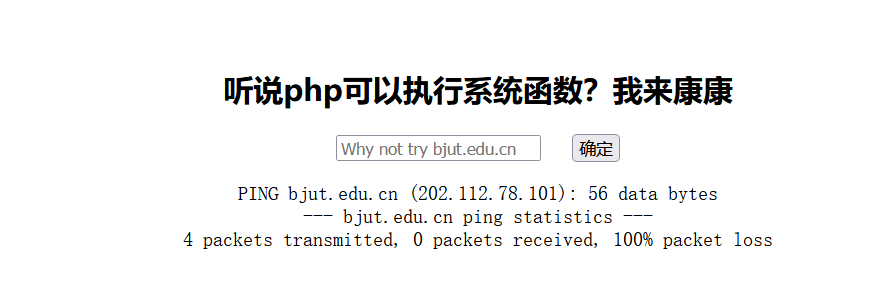 听说php可以执行系统函数？我来康康
Why not try bjut.edu.cn
确定
PING bjut.edu.cn (202.112.78.101): 56 data bytes
--- bjut.edu.cn ping statistics ---
4 packets transmitted, 0 packets received, 100% packet loss